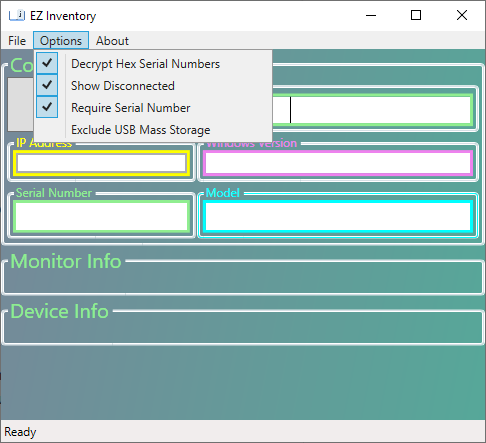 EZ Inventory
File Options About
Decrypt Hex Serial Numbers
Show Disconnected
Require Serial Number
Exclude USB Mass Storage
Co
IP Address Windows Version
Serial Number Model
Monitor Info
Device Info
Ready